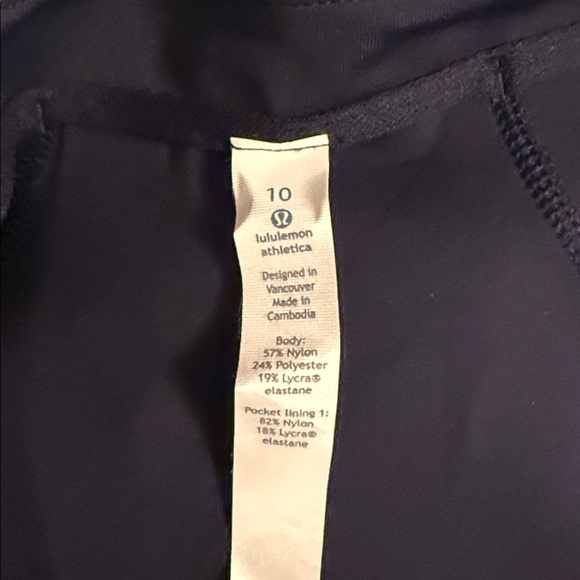 10
lululemon
athletica
Designed in
Vancouver
Made in
Cambodia
Body:
57% Nylon
24% Polyester
19% Lycra®
elastane
Pocket lining 1:
82% Nylon
18% Lycra®
elastane